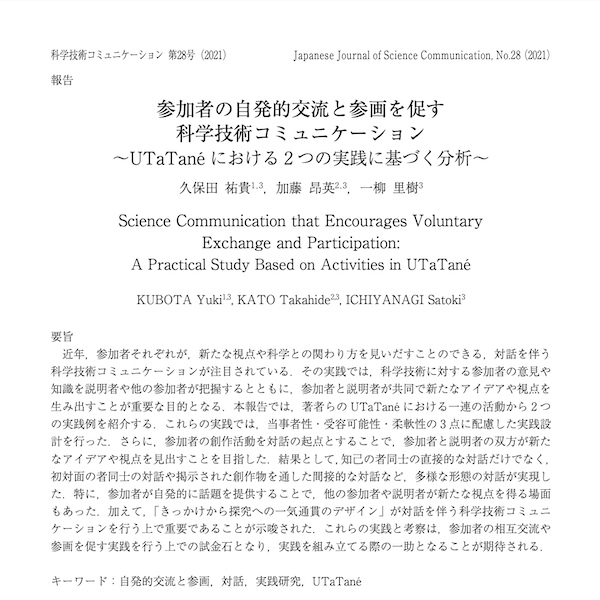 科学技術コミュニケーション 第28号（2021）
Japanese Journal of Science Communication, No.28 (2021)
報告
参加者の自発的交流と参画を促す
科学技術コミュニケーション
～UTaTané における２つの実践に基づく分析～
久保田 祐貴1,3，加藤 昂英2,3，一柳 里樹3
Science Communication that Encourages Voluntary
Exchange and Participation:
A Practical Study Based on Activities in UTaTané
KUBOTA Yuki1,3, KATO Takahide2,3, ICHIYANAGI Satoki3
要旨
近年，参加者それぞれが，新たな視点や科学との関わり方を見いだすことのできる，対話を伴う
科学技術コミュニケーションが注目されている．その実践では，科学技術に対する参加者の意見や
知識を説明者や他の参加者が把握するとともに，参加者と説明者が共同で新たなアイデアや視点を
生み出すことが重要な目的となる．本報告では，著者らの UTaTané における一連の活動から２つ
の実践例を紹介する．これらの実践では，当事者性・受容可能性・柔軟性の３点に配慮した実践設
計を行った．さらに，参加者の創作活動を対話の起点とすることで，参加者と説明者の双方が新た
なアイデアや視点を見出すことを目指した．結果として，知己の者同士の直接的な対話だけでなく，
初対面の者同士の対話や掲示された創作物を通した間接的な対話など，多様な形態の対話が実現し
た．特に，参加者が自発的に話題を提供することで，他の参加者や説明者が新たな視点を得る場面
もあった．加えて，「きっかけから探究への一気通貫のデザイン」が対話を伴う科学技術コミュニ
ケーションを行う上で重要であることが示唆された．これらの実践と考察は，参加者の相互交流や
参画を促す実践を行う上での試金石となり，実践を組み立てる際の一助となることが期待される．
キーワード：自発的交流と参画，対話，実践研究，UTaTané